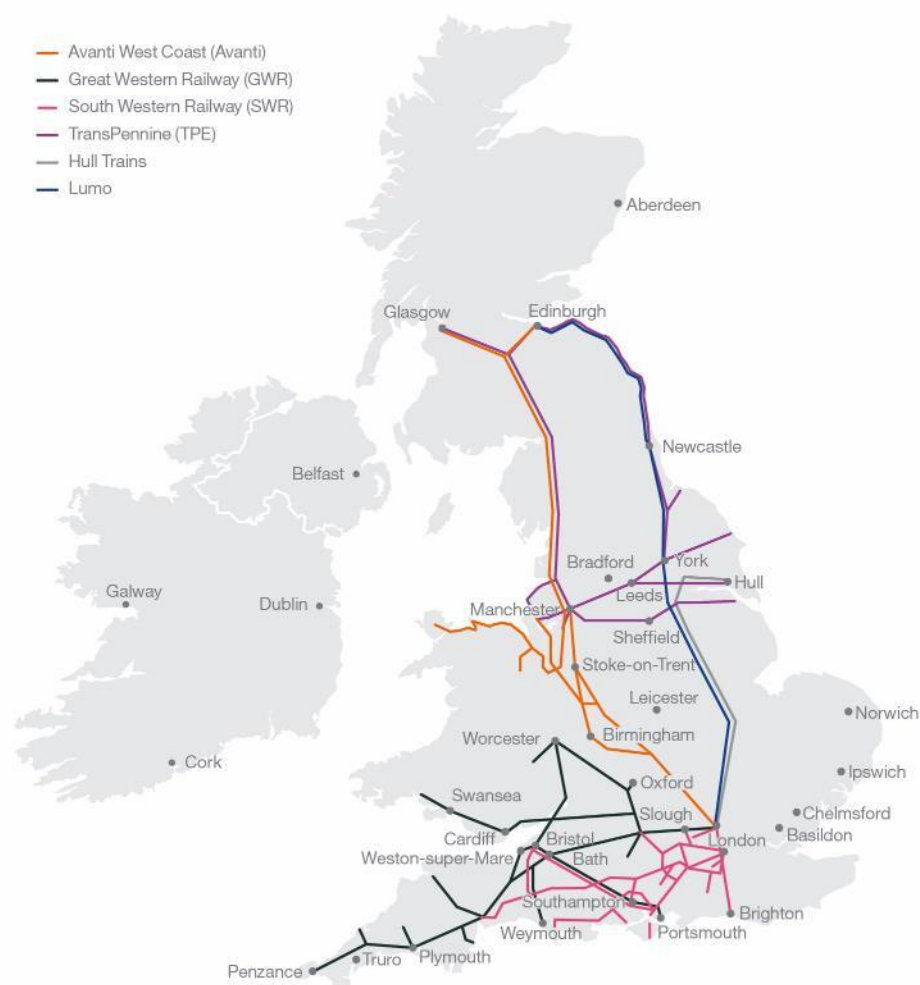 Avanti West Coast (Avanti)
Great Western Railway (GWR)
South Western Railway (SWR)
TransPennine (TPE)
Hull Trains
Lumo
Aberdeen
Glasgow
Edinburgh
Newcastle
Belfast
Bradford
York
Galway
Dublin
Leeds
Hull
Manchester
Sheffield
Stoke-on-Trent
Leicester
Norwich
Birmingham
Worcester
Cork
Ipswich
Oxford
Swansea
Slough
Chelmsford
Cardiff
Bristol
London
Basildon
Weston-super-Mare
Bath
Southampton
Brighton
Weymouth
Portsmouth
Truro
Plymouth
Penzance